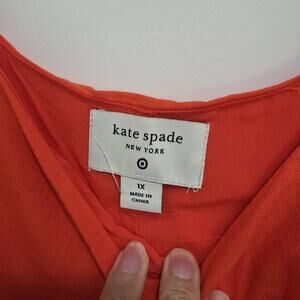 kate spade
NEW YORK
1X
MADE IN
CHINA